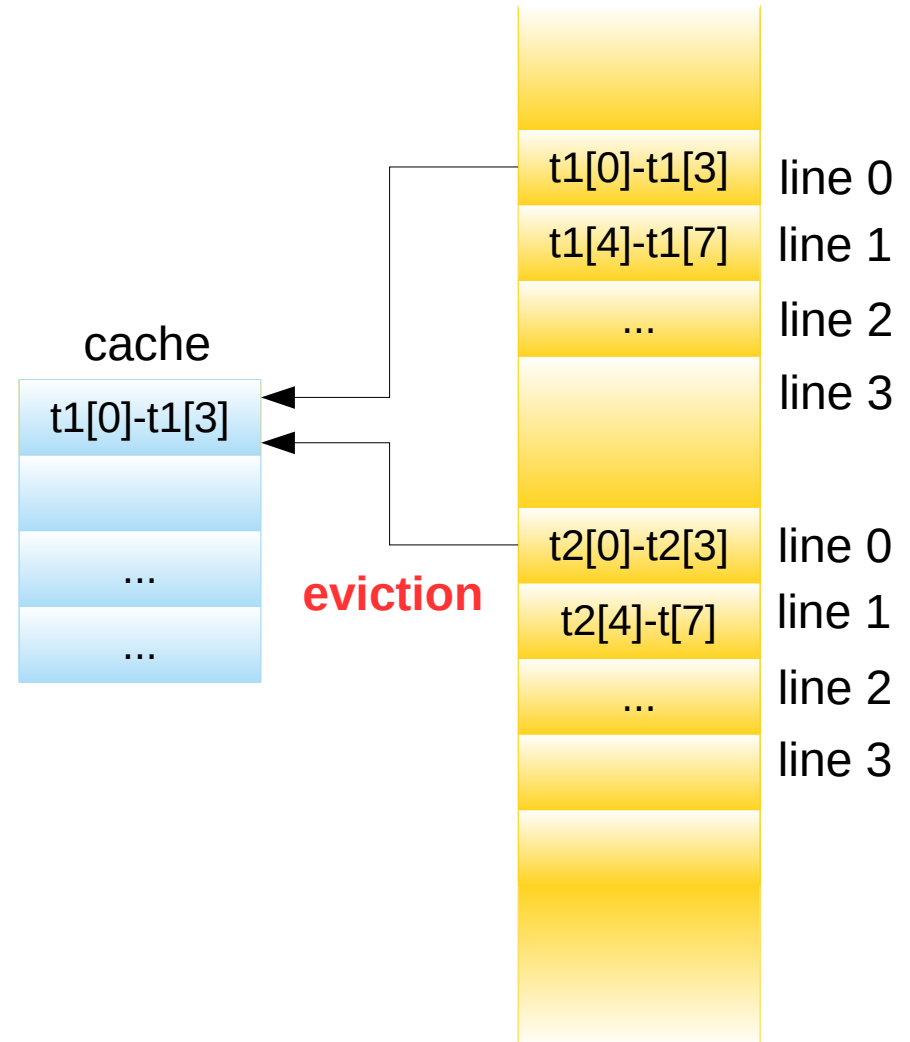 t1[0]-t1[3] line 0
t1[4]-t1[7] line 1
... line 2
line 3
cache
t1[0]-t1[3]
...
...
eviction
t2[0]-t2[3] line 0
t2[4]-t[7] line 1
... line 2
line 3